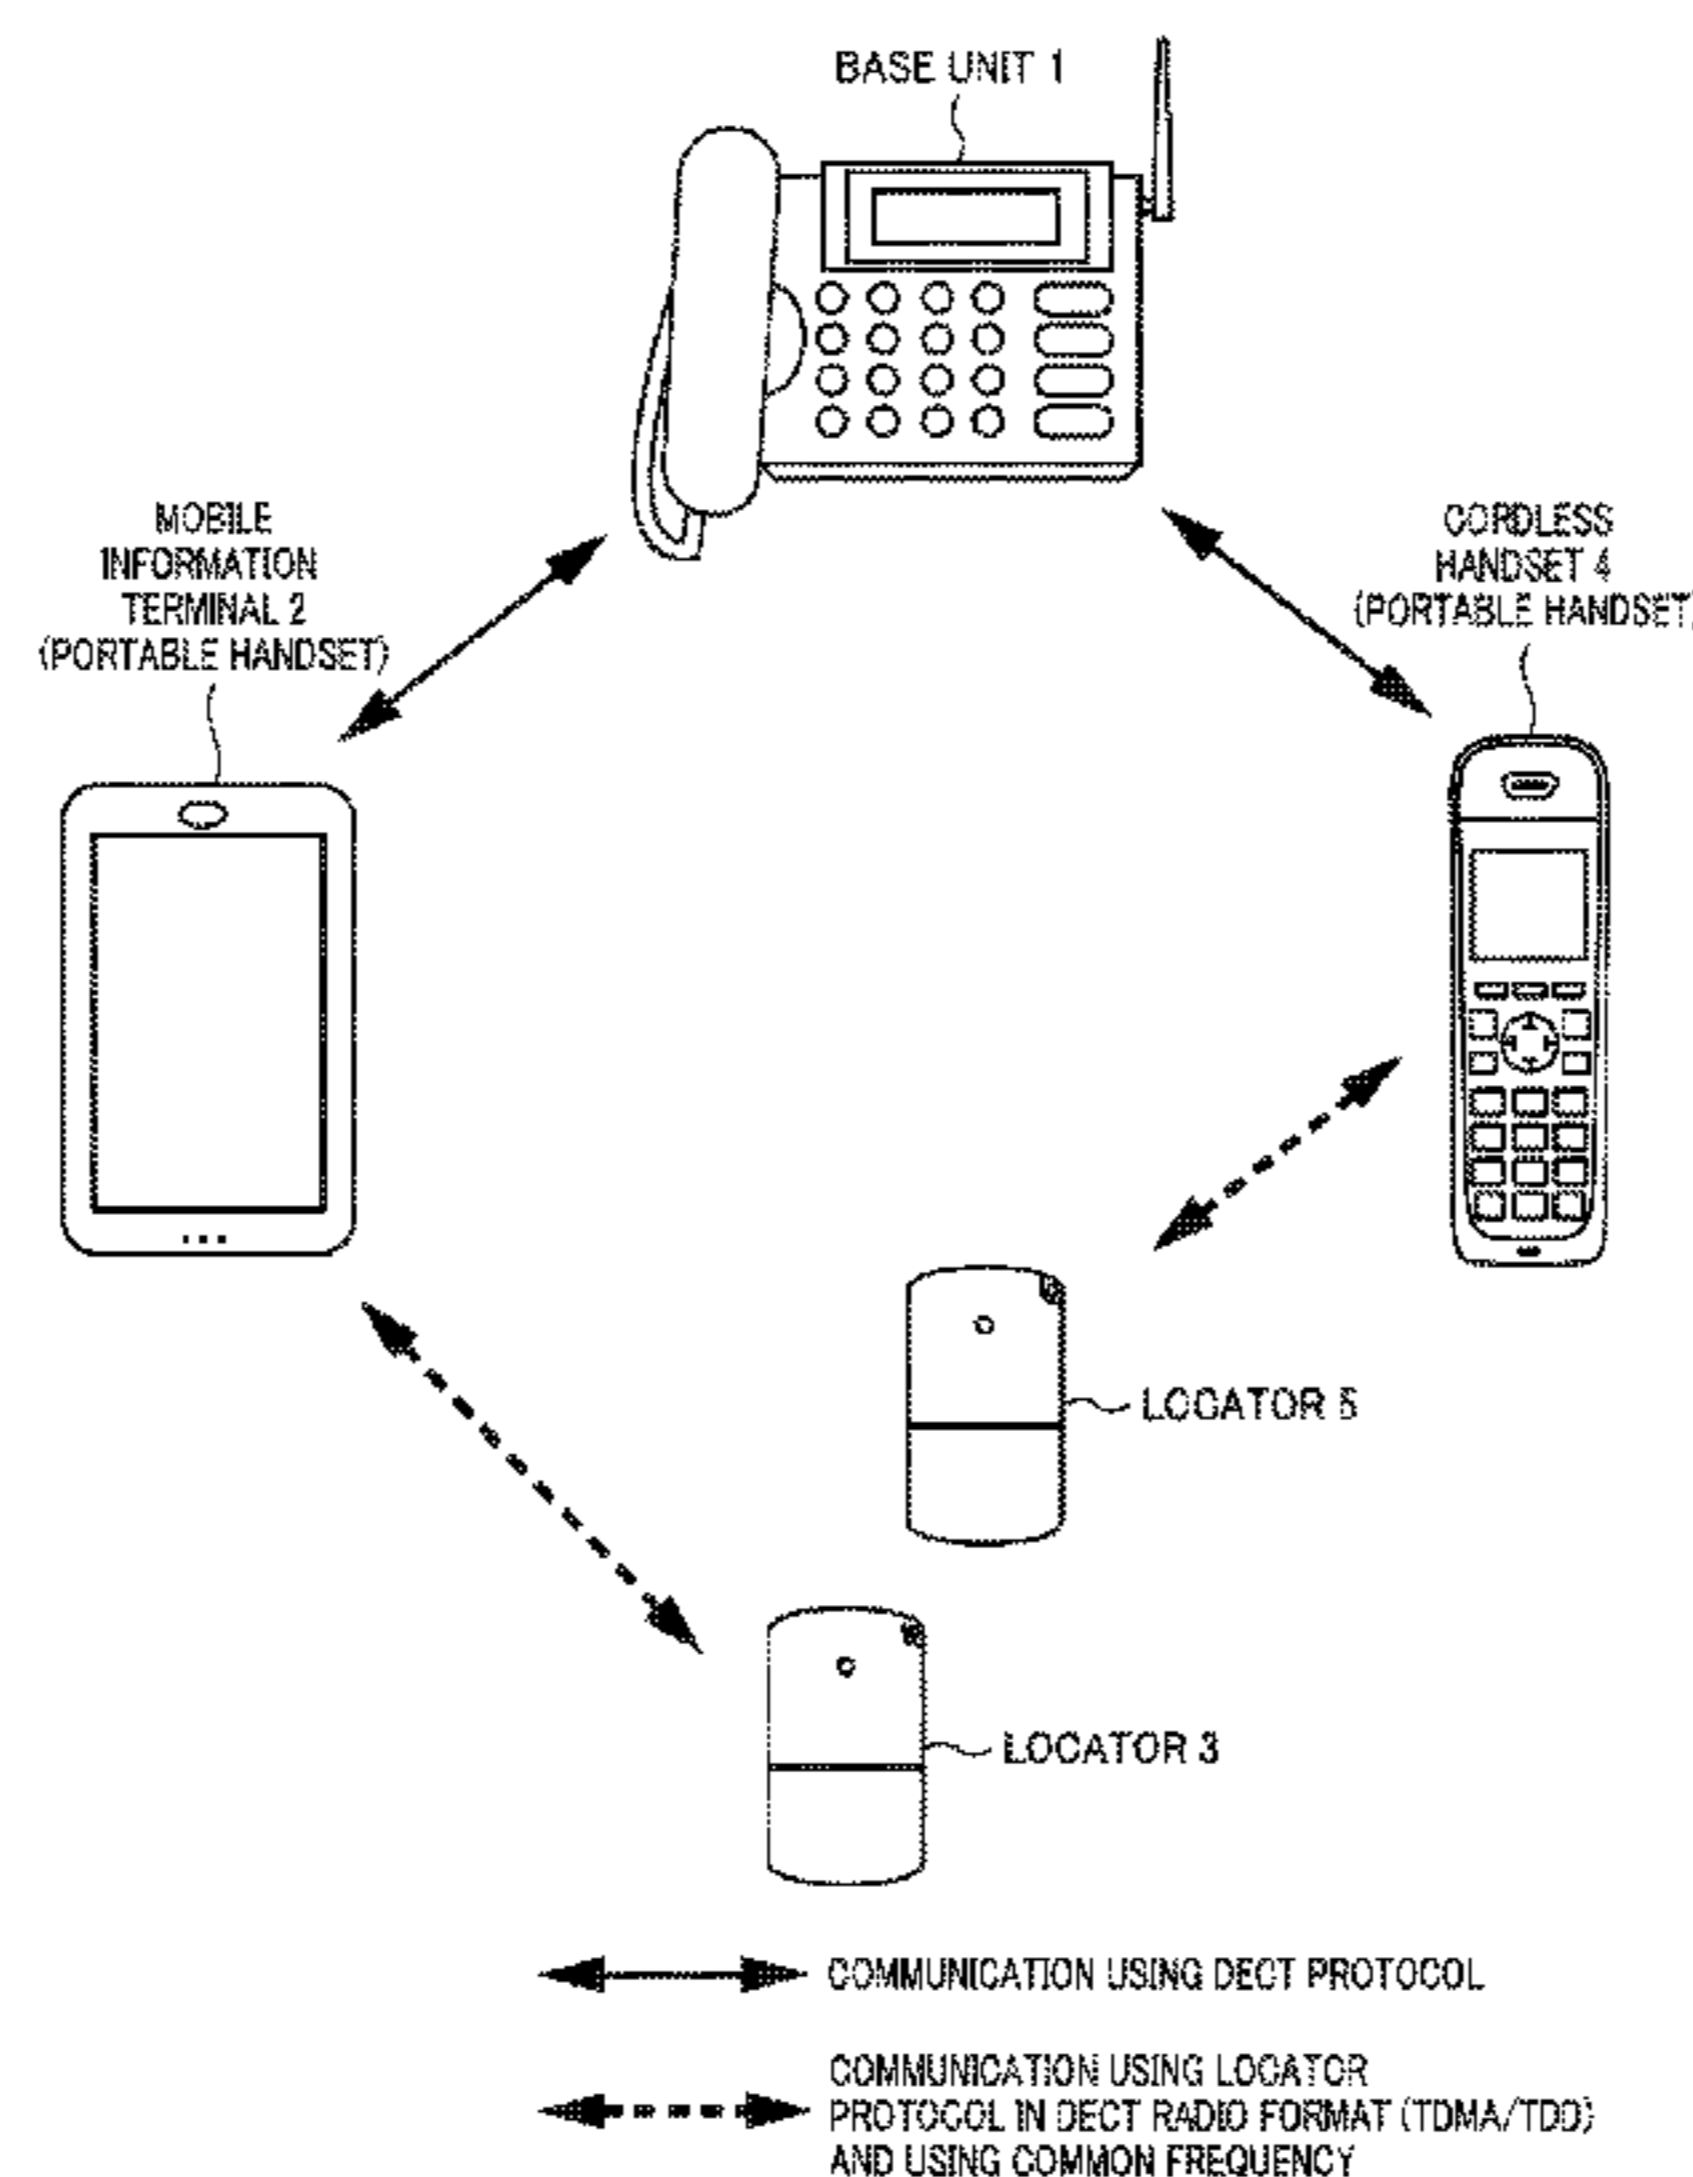 BASE UNIT 1
MOBILE
INFORMATION
TERMINAL 2
(PORTABLE HANDSET)
CORDLESS
HANDSET 4
(PORTABLE HANDSET)
LOCATOR 5
LOCATOR 3
COMMUNICATION USING DECT PROTOCOL
COMMUNICATION USING LOCATOR
PROTOCOL IN DECT RADIO FORMAT (TDMA/TDD)
AND USING COMMON FREQUENCY